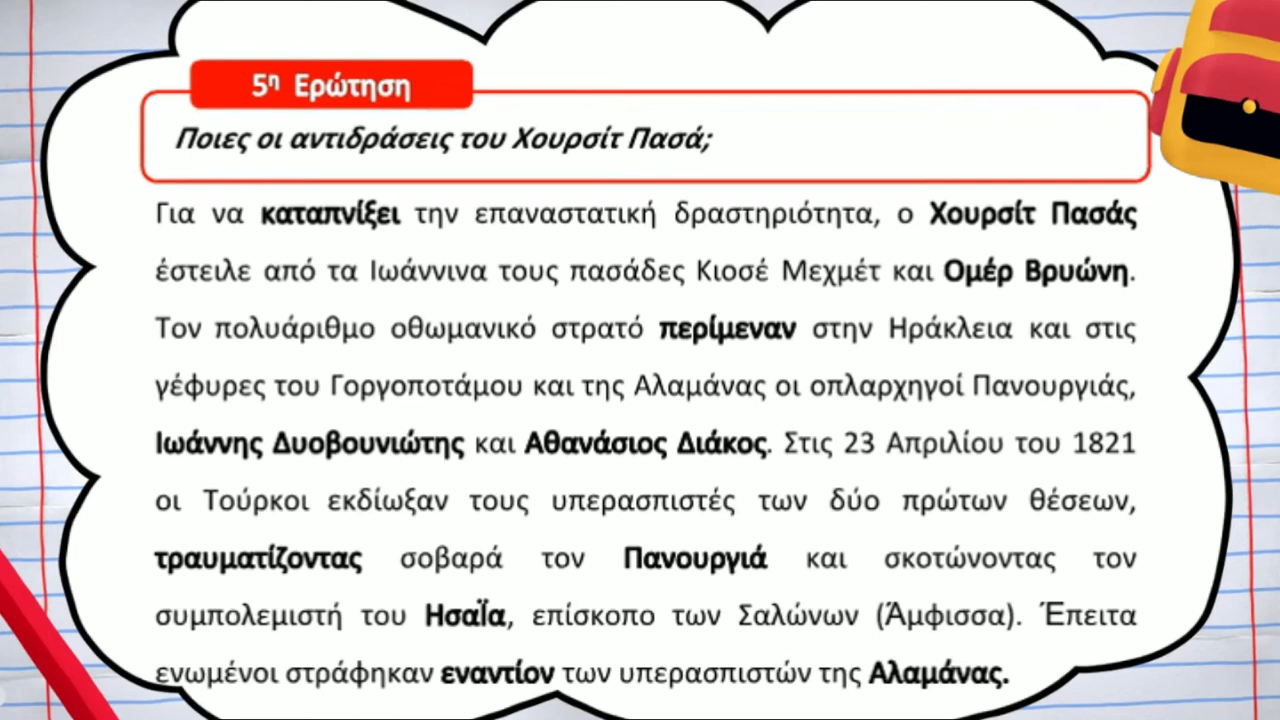 5η Ερώτηση
Ποιες οι αντιδράσεις του Χουρσίτ Πασά;
Για να καταπνίξει την επαναστατική δραστηριότητα, ο Χουρσίτ Πασάς
έστειλε από τα Ιωάννινα τους πασάδες Κιοσέ Μεχμέτ και Ομέρ Βρυώνη.
Τον πολυάριθμο οθωμανικό στρατό περίμεναν στην Ηράκλεια και στις
γέφυρες του Γοργοποτάμου και της Αλαμάνας οι οπλαρχηγοί Πανουργιάς,
Ιωάννης Δυοβουνιώτης και Αθανάσιος Διάκος. Στις 23 Απριλίου του 1821
οι Τούρκοι εκδίωξαν τους υπερασπιστές των δύο πρώτων θέσεων,
τραυματίζοντας σοβαρά τον Πανουργιά και σκοτώνοντας τον
συμπολεμιστή του Ησαΐα, επίσκοπο των Σαλώνων (Άμφισσα). Έπειτα
ενωμένοι στράφηκαν εναντίον των υπερασπιστών της Αλαμάνας.